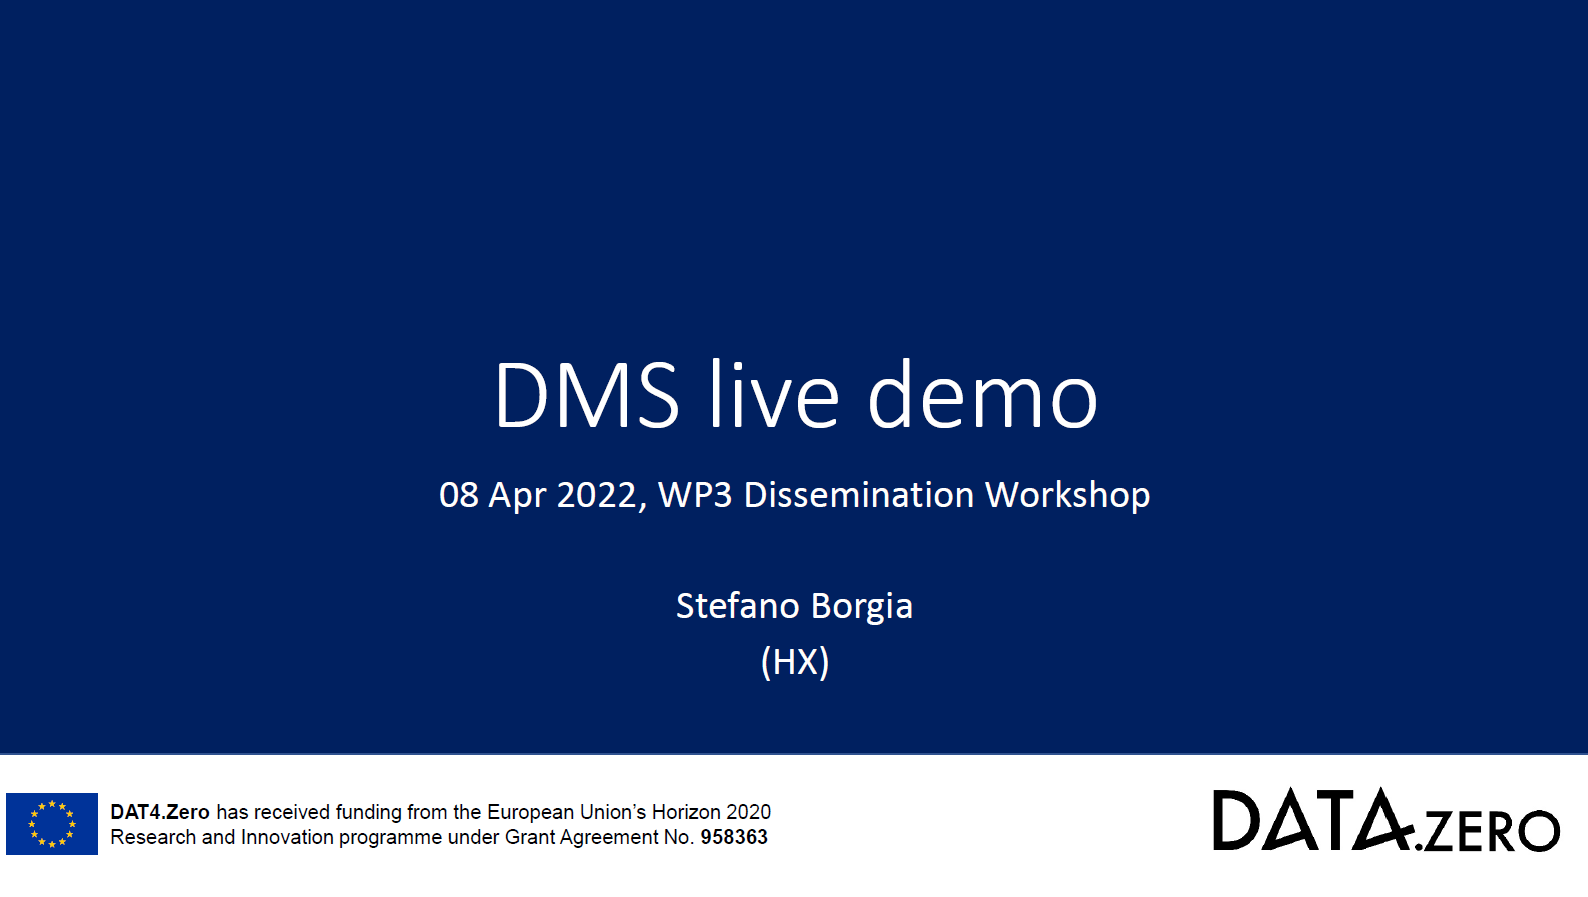 DMS live demo
08 Apr 2022, WP3 Dissemination Workshop
Stefano Borgia
(HX)
DAT4.Zero has received funding from the European Union’s Horizon 2020
Research and Innovation programme under Grant Agreement No. 958363
DAT4.ZERO